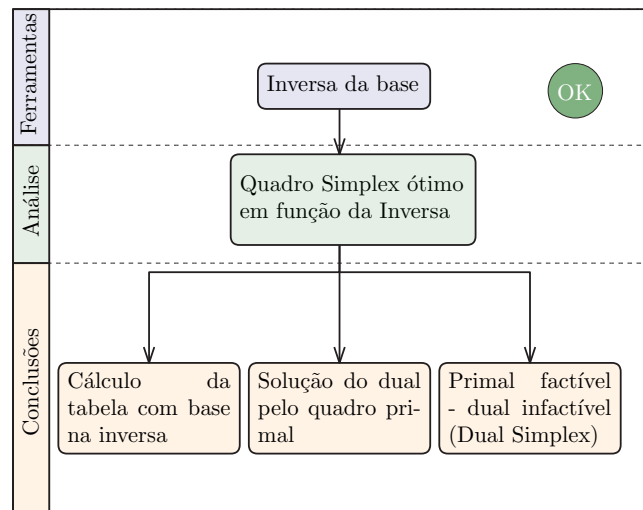 Ferramentas
Inversa da base
OK
Análise
Quadro Simplex ótimo
em função da Inversa
Conclusões
Cálculo da
tabela com base
na inversa
Solução do dual
pelo quadro pri-
mal
Primal factível
- dual infactível
(Dual Simplex)